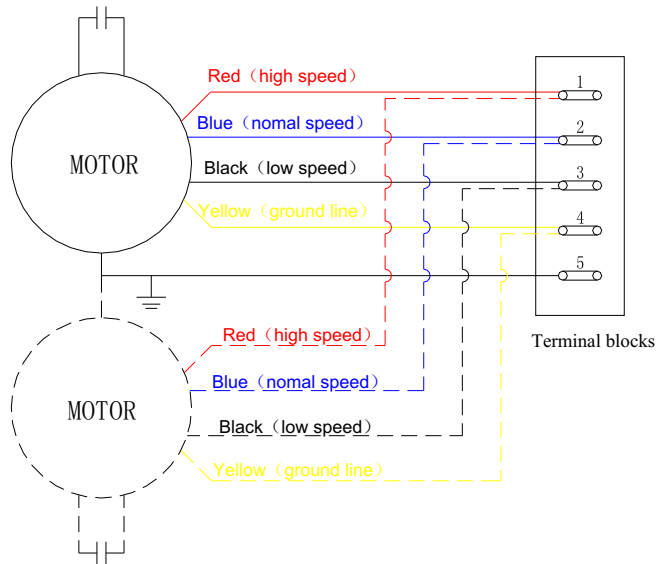 Red（high speed）
1
Blue（nomal speed）
2
MOTOR
Black（low speed）
3
Yellow（ground line）
4
5
Terminal blocks
Red（high speed）
Blue（nomal speed）
MOTOR
Black（low speed）
Yellow（ground line）